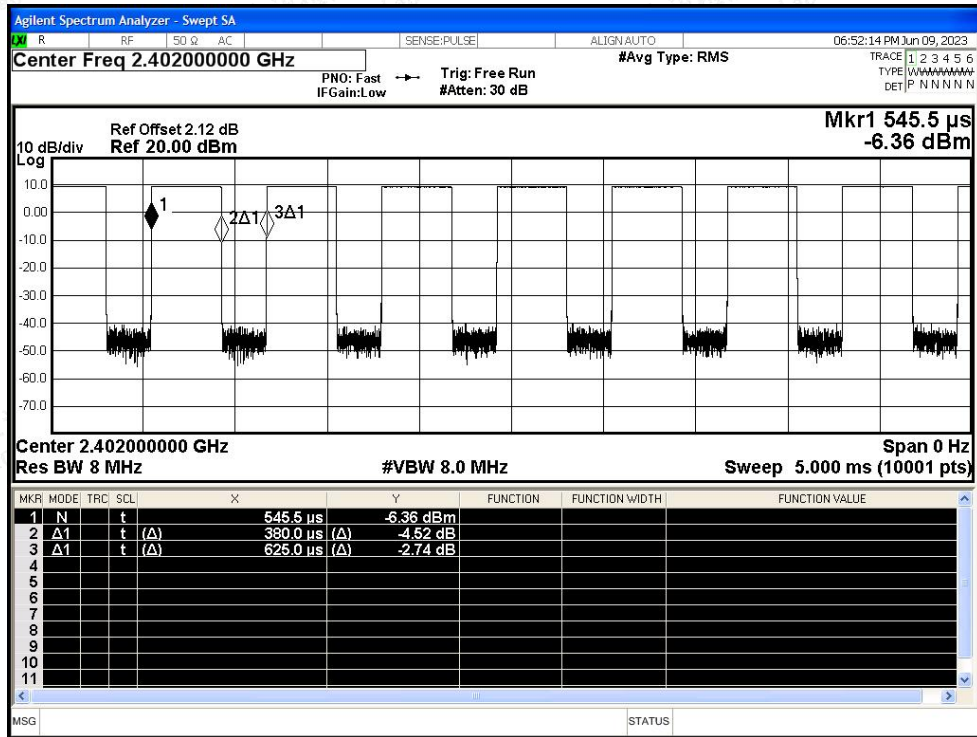 Agilent Spectrum Analyzer - Swept SA
LXI R RF 50 Ω AC SENSE:PULSE ALIGN AUTO 06:52:14 PM Jun 09, 2023
Center Freq 2.402000000 GHz #Avg Type: RMS TRACE 1 2 3 4 5 6
PNO: Fast Trig: Free Run TYPE WWWWWW
IFGain:Low #Atten: 30 dB DET P N N N N N
Mkr1 545.5 µs
-6.36 dBm
Ref Offset 2.12 dB
10 dB/div Ref 20.00 dBm
Log
10.0
0.00
-10.0
-20.0
-30.0
-40.0
-50.0
-60.0
-70.0
1
2Δ1
3Δ1
Center 2.402000000 GHz Span 0 Hz
Res BW 8 MHz #VBW 8.0 MHz Sweep 5.000 ms (10001 pts)
MKR MODE TRC SCL X Y FUNCTION FUNCTION WIDTH FUNCTION VALUE
1 N t 545.5 µs -6.36 dBm
2 Δ1 t (Δ) 380.0 µs (Δ) -4.52 dB
3 Δ1 t (Δ) 625.0 µs (Δ) -2.74 dB
4
5
6
7
8
9
10
11
MSG STATUS